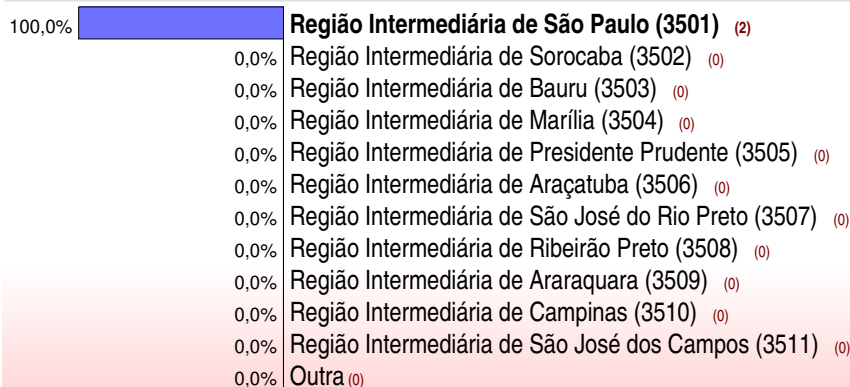 100,0% Região Intermediária de São Paulo (3501) (2)
0,0% Região Intermediária de Sorocaba (3502) (0)
0,0% Região Intermediária de Bauru (3503) (0)
0,0% Região Intermediária de Marília (3504) (0)
0,0% Região Intermediária de Presidente Prudente (3505) (0)
0,0% Região Intermediária de Araçatuba (3506) (0)
0,0% Região Intermediária de São José do Rio Preto (3507) (0)
0,0% Região Intermediária de Ribeirão Preto (3508) (0)
0,0% Região Intermediária de Araraquara (3509) (0)
0,0% Região Intermediária de Campinas (3510) (0)
0,0% Região Intermediária de São José dos Campos (3511) (0)
0,0% Outra (0)